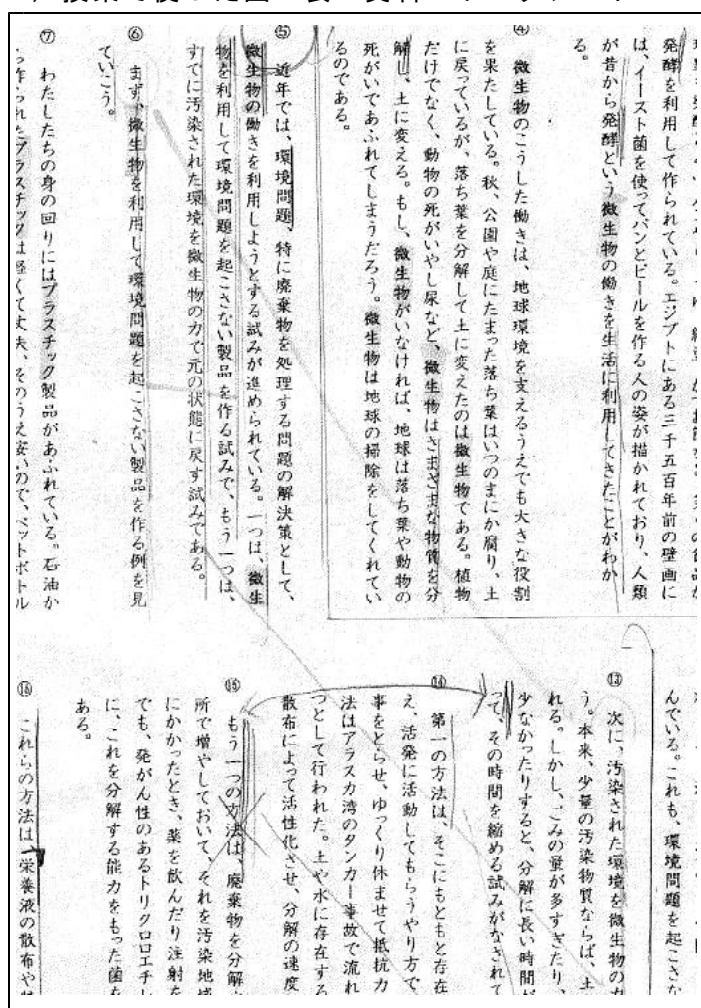 発酵を利用して作られている。エジプトにある三千五百年前の壁画に
は、イースト菌を使ってパンとビールを作る人の姿が描かれており、人類
が昔から発酵という微生物の働きを生活に利用してきたことがわか
る。
④ 微生物のこうした働きは、地球環境を支えるうえでも大きな役割
を果たしている。秋、公園や庭にたまった落ち葉はいつのまにか腐り、土
に戻っているが、落ち葉を分解して土に変えたのは微生物である。植物
だけでなく、動物の死がいやし尿など、微生物はさまざまな物質を分
解し、土に変える。もし、微生物がいなければ、地球は落ち葉や動物の
死がいであふれてしまうだろう。微生物は地球の掃除をしてくれてい
るのである。
⑤ 近年では、環境問題、特に廃棄物を処理する問題の解決策として、
微生物の働きを利用しようとする試みが進められている。一つは、微生
物を利用して環境問題を起こさない製品を作る試みで、もう一つは、
すでに汚染された環境を微生物の力で元の状態に戻す試みである。
⑥ まず、微生物を利用して環境問題を起こさない製品を作る例を見
ていこう。
⑦ わたしたちの身の回りにはプラスチック製品があふれている。石油か
ら作られたプラスチックは軽くて丈夫、そのうえ安いので、ペットボトル
んでいる。これも、環境問題を起こさな
⑬ 次に、汚染された環境を微生物の力
う。本来、少量の汚染物質ならば、土
れる。しかし、ごみの量が多すぎたり、
少なかったりすると、分解に長い時間が
って、その時間を縮める試みがなされて
⑭ 第一の方法は、そこにもともと存在
え、活発に活動してもらうやり方で、
事をとらせ、ゆっくり休ませて抵抗力
法はアラスカ湾のタンカー事故で流れ
つとして行われた。土や水に存在する
散布によって活性化させ、分解の速度
⑮ もう一つの方法は、廃棄物を分解
所で増やしておいて、それを汚染地域
にかかったとき、薬を飲んだり注射を
でも、発がん性のあるトリクロロエチレ
に、これを分解する能力をもった菌を
ある。
⑯ これらの方法は、栄養液の散布や